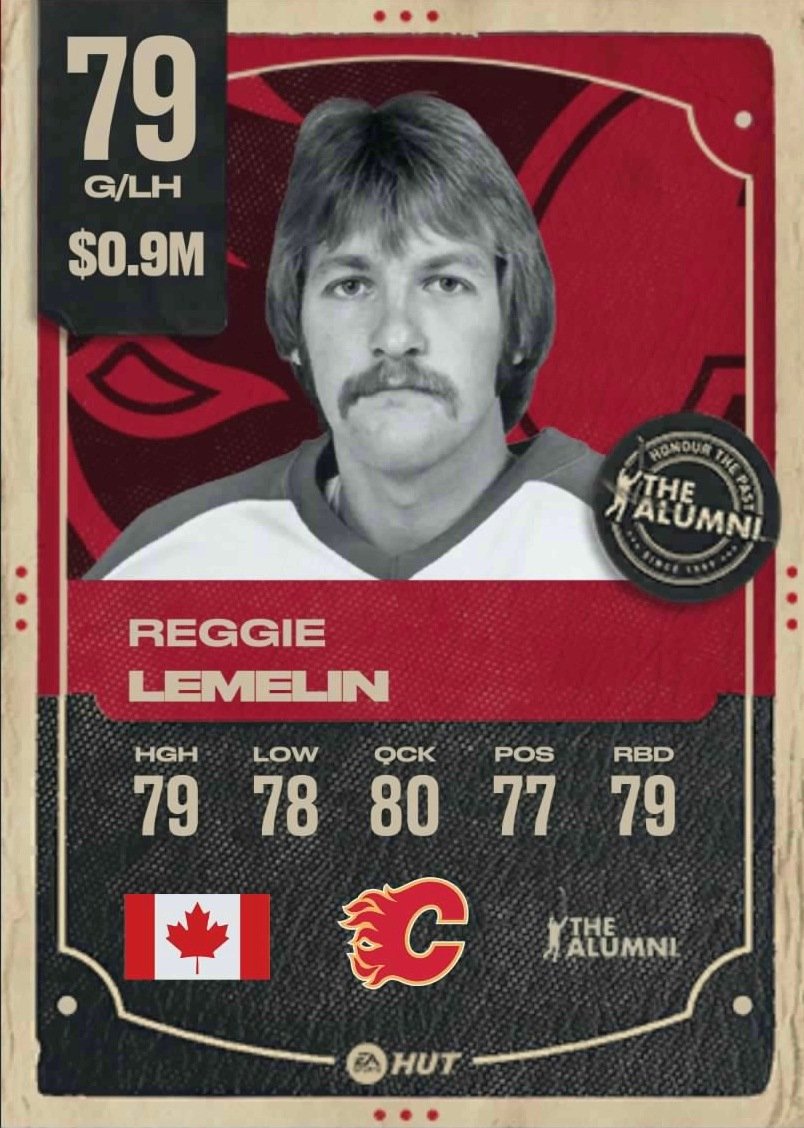 79
G/LH
$0.9M
HONOUR THE PAST
THE
ALUMNI
REGGIE
LEMELIN
HGH LOW QCK POS RBD
79 78 80 77 79
C
THE
ALUMNI
EA
HUT